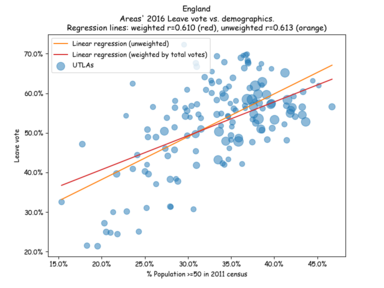 England
Areas' 2016 Leave vote vs. demographics.
Regression lines: weighted r=0.610 (red), unweighted r=0.613 (orange)
Linear regression (unweighted)
Linear regression (weighted by total votes)
UTLAs
70.0%
60.0%
50.0%
40.0%
30.0%
20.0%
Leave vote
15.0% 20.0% 25.0% 30.0% 35.0% 40.0% 45.0%
% Population >=50 in 2011 census